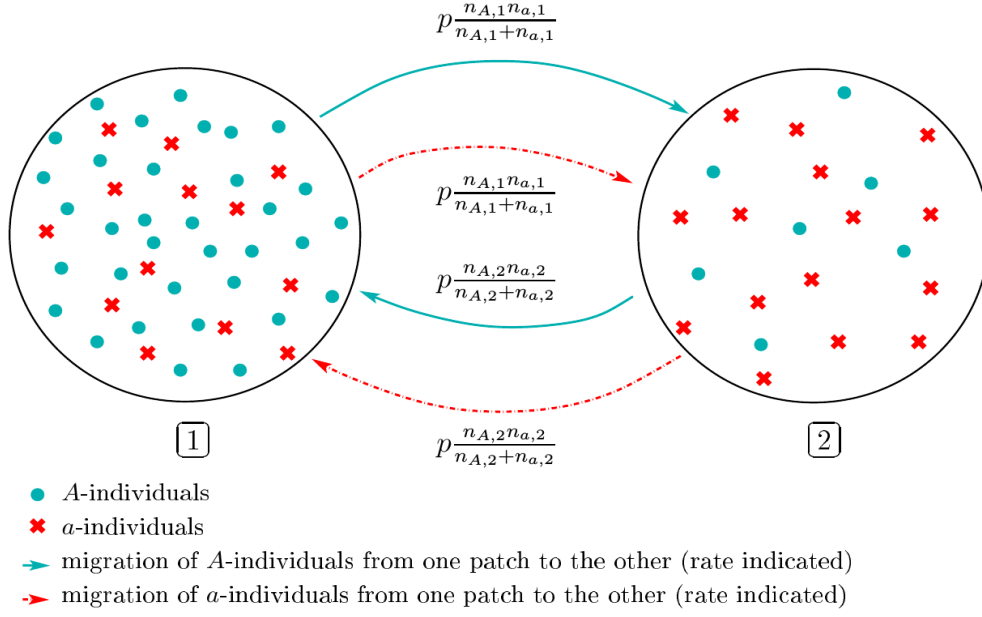 p n_{A,1}n_{a,1} / n_{A,1}+n_{a,1}
p n_{A,1}n_{a,1} / n_{A,1}+n_{a,1}
p n_{A,2}n_{a,2} / n_{A,2}+n_{a,2}
p n_{A,2}n_{a,2} / n_{A,2}+n_{a,2}
1
2
A-individuals
a-individuals
migration of A-individuals from one patch to the other (rate indicated)
migration of a-individuals from one patch to the other (rate indicated)